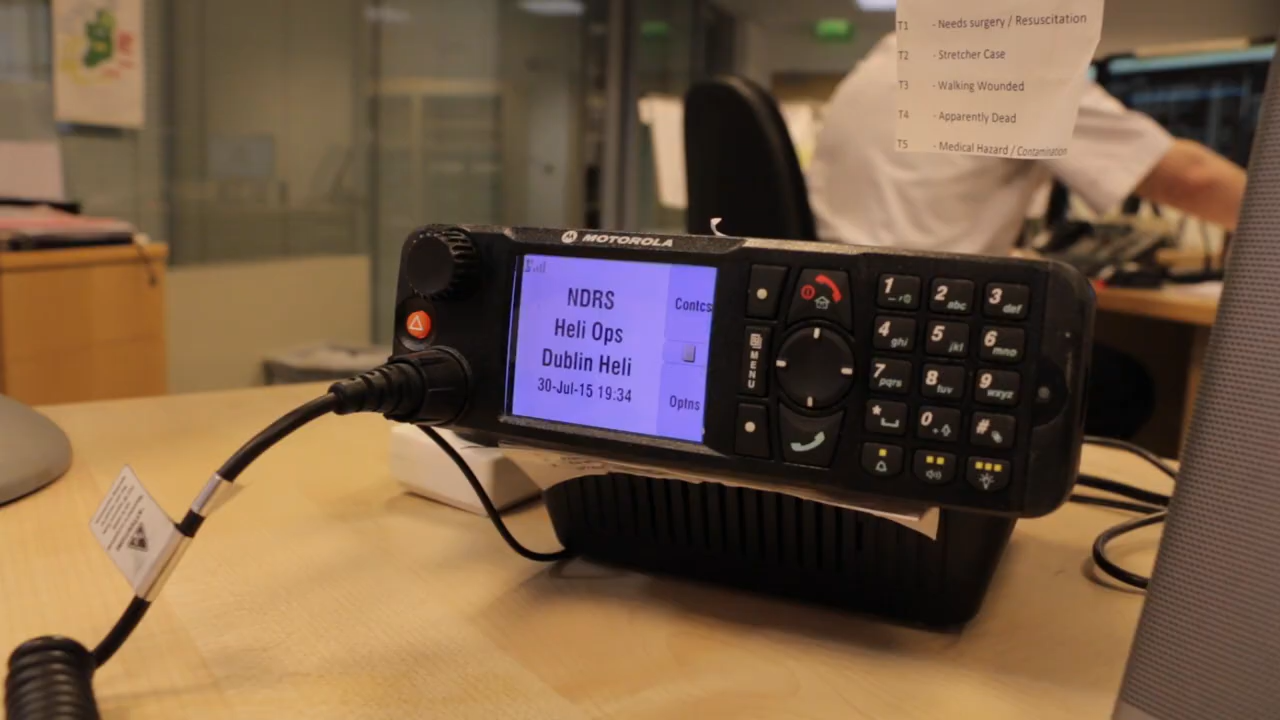 T1 - Needs surgery / Resuscitation
T2 - Stretcher Case
T3 - Walking Wounded
T4 - Apparently Dead
T5 - Medical Hazard / Contamination
MOTOROLA
NDRS
Heli Ops
Dublin Heli
30-Jul-15 19:34
Contcs
Optns
MENU
1
2 abc
3 def
4 ghi
5 jkl
6 mno
7 pqrs
8 tuv
9 wxyz
*
0 +
#